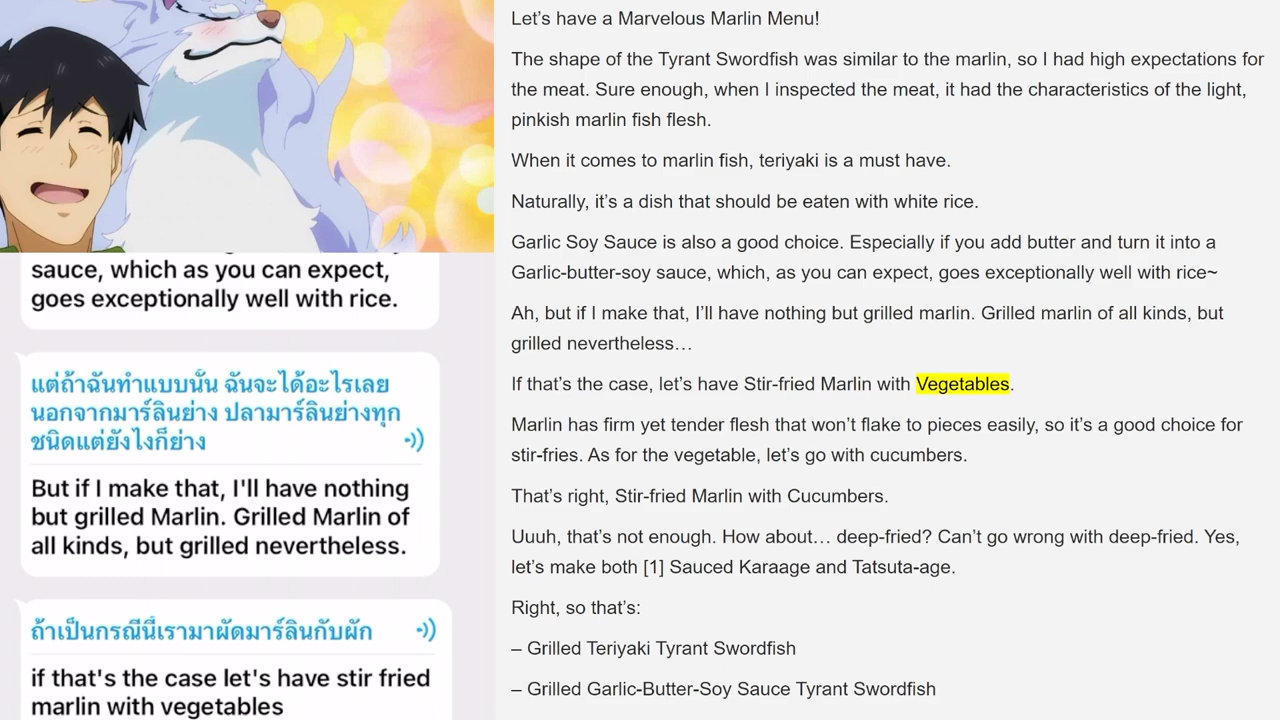 sauce, which as you can expect,
goes exceptionally well with rice.
แต่ถ้าฉันทำแบบนั้น ฉันจะได้อะไรเลย
นอกจากมาร์ลินย่าง ปลามาร์ลินย่างทุก
ชนิดแต่ยังไงก็ย่าง
But if I make that, I'll have nothing
but grilled Marlin. Grilled Marlin of
all kinds, but grilled nevertheless.
ถ้าเป็นกรณีนี้เรามาผัดมาร์ลินกับผัก
if that's the case let's have stir fried
marlin with vegetables
Let’s have a Marvelous Marlin Menu!
The shape of the Tyrant Swordfish was similar to the marlin, so I had high expectations for
the meat. Sure enough, when I inspected the meat, it had the characteristics of the light,
pinkish marlin fish flesh.
When it comes to marlin fish, teriyaki is a must have.
Naturally, it’s a dish that should be eaten with white rice.
Garlic Soy Sauce is also a good choice. Especially if you add butter and turn it into a
Garlic-butter-soy sauce, which, as you can expect, goes exceptionally well with rice~
Ah, but if I make that, I’ll have nothing but grilled marlin. Grilled marlin of all kinds, but
grilled nevertheless…
If that’s the case, let’s have Stir-fried Marlin with Vegetables.
Marlin has firm yet tender flesh that won’t flake to pieces easily, so it’s a good choice for
stir-fries. As for the vegetable, let’s go with cucumbers.
That’s right, Stir-fried Marlin with Cucumbers.
Uuuh, that’s not enough. How about… deep-fried? Can’t go wrong with deep-fried. Yes,
let’s make both [1] Sauced Karaage and Tatsuta-age.
Right, so that’s:
– Grilled Teriyaki Tyrant Swordfish
– Grilled Garlic-Butter-Soy Sauce Tyrant Swordfish